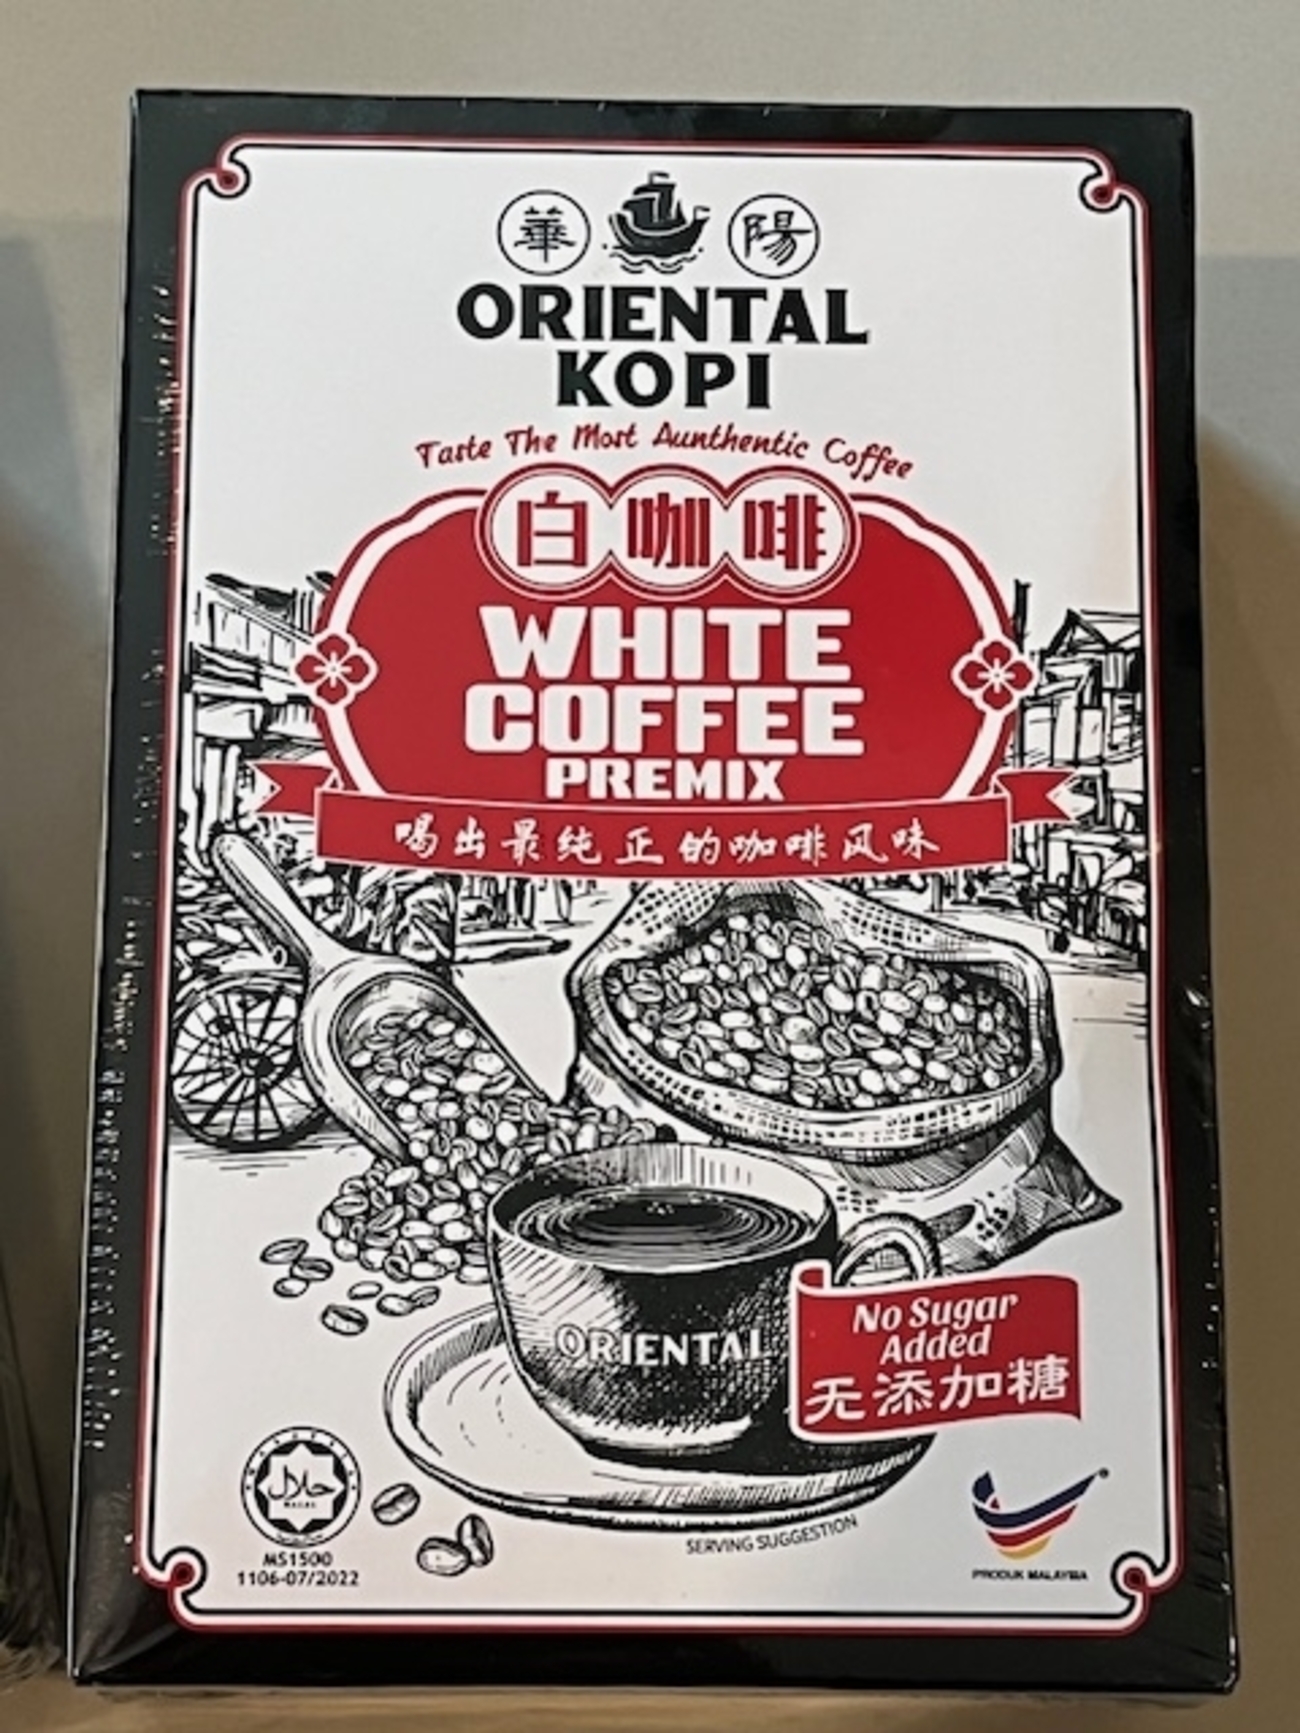 華 陽
ORIENTAL
KOPI
Taste The Most Aunthentic Coffee
白咖啡
WHITE
COFFEE
PREMIX
喝出最纯正的咖啡风味
ORIENTAL
No Sugar
Added
无添加糖
SERVING SUGGESTION
حلال
HALAL
MS1500
1106-07/2022
PRODUK MALAYSIA